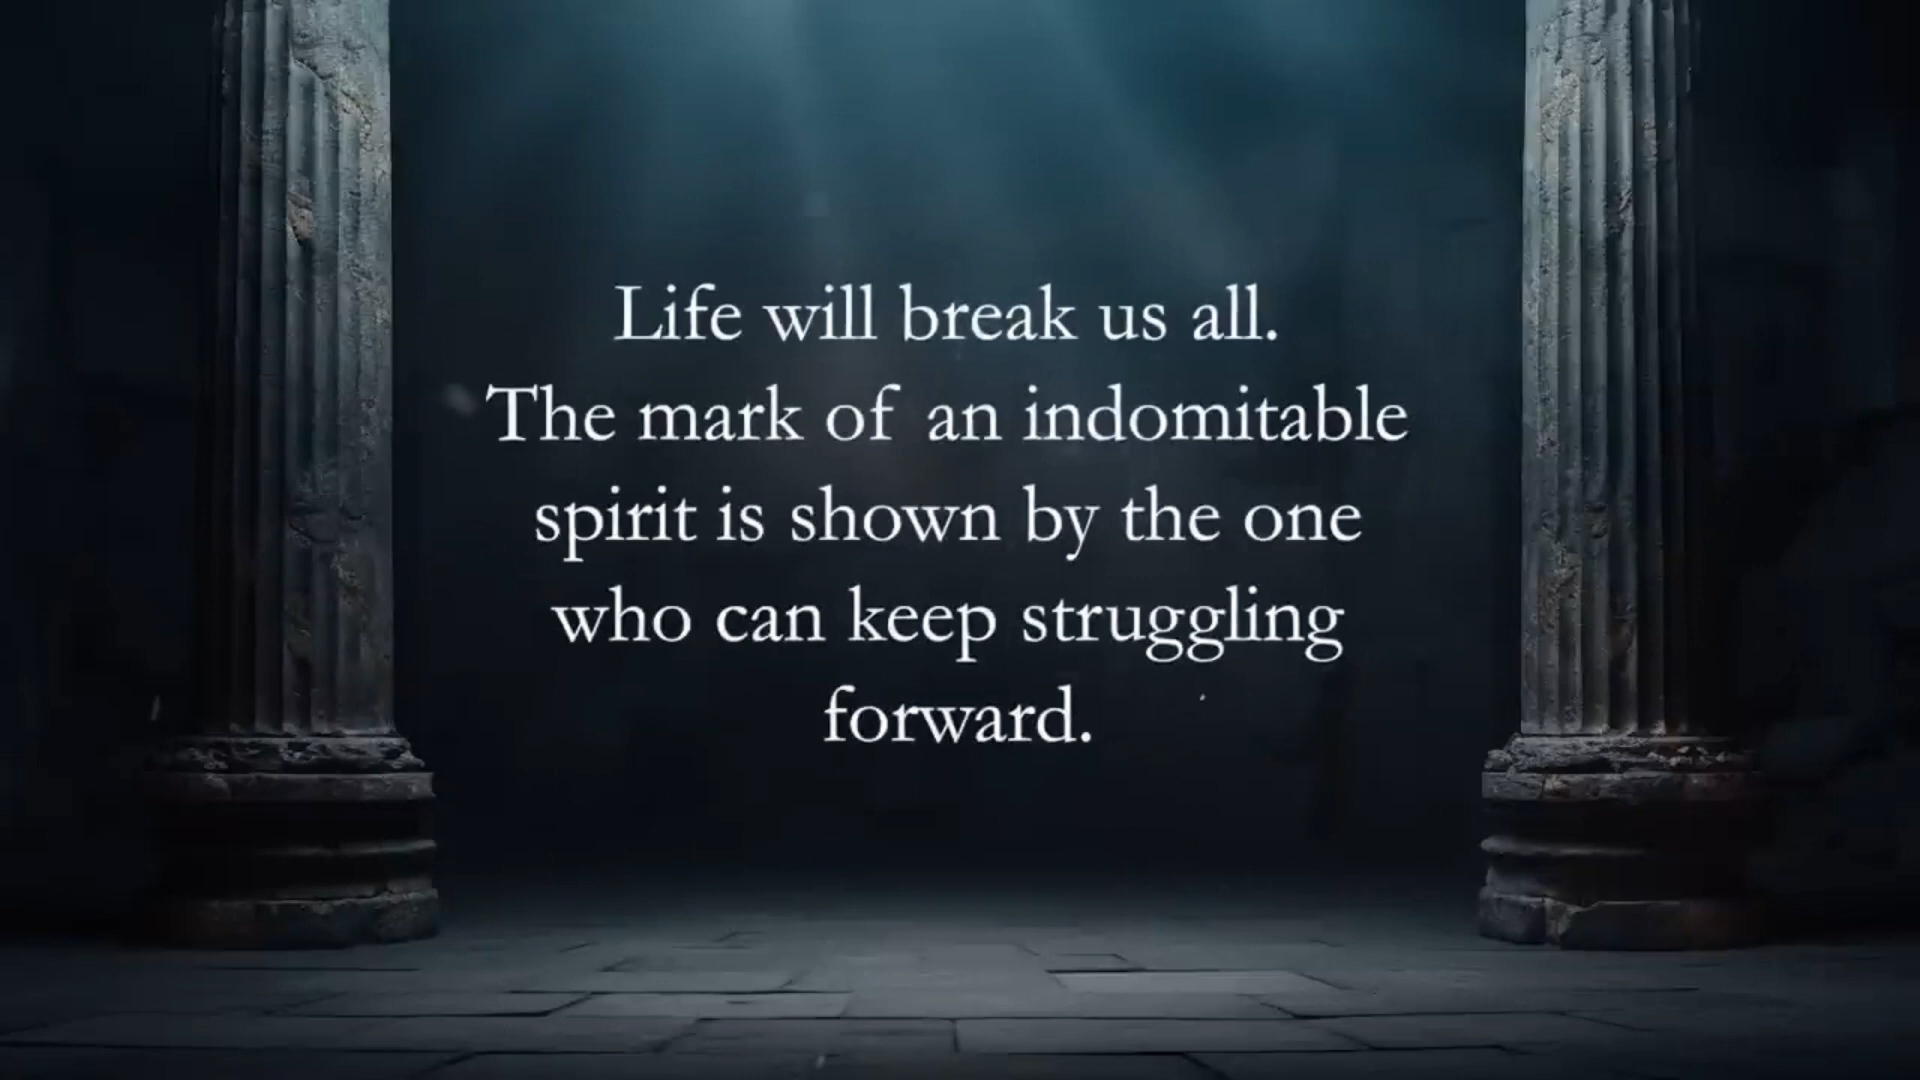 Life will break us all.
The mark of an indomitable
spirit is shown by the one
who can keep struggling
forward.